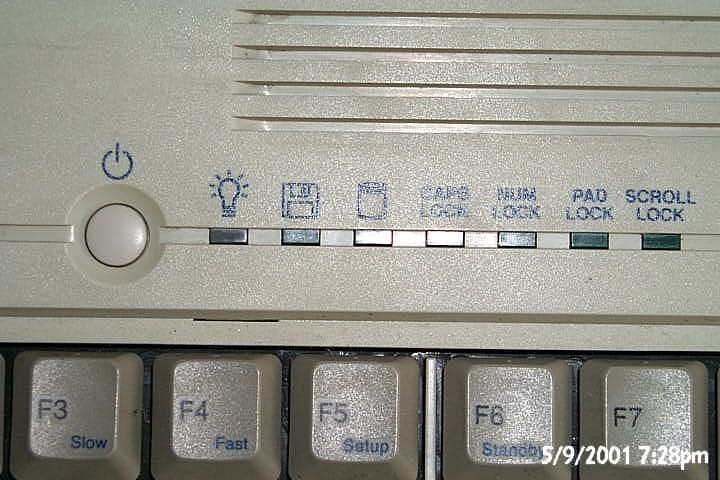 CAPS
LOCK
NUM
LOCK
PAD
LOCK
SCROLL
LOCK
F3
Slow
F4
Fast
F5
Setup
F6
Standby
F7
5/9/2001 7:28pm